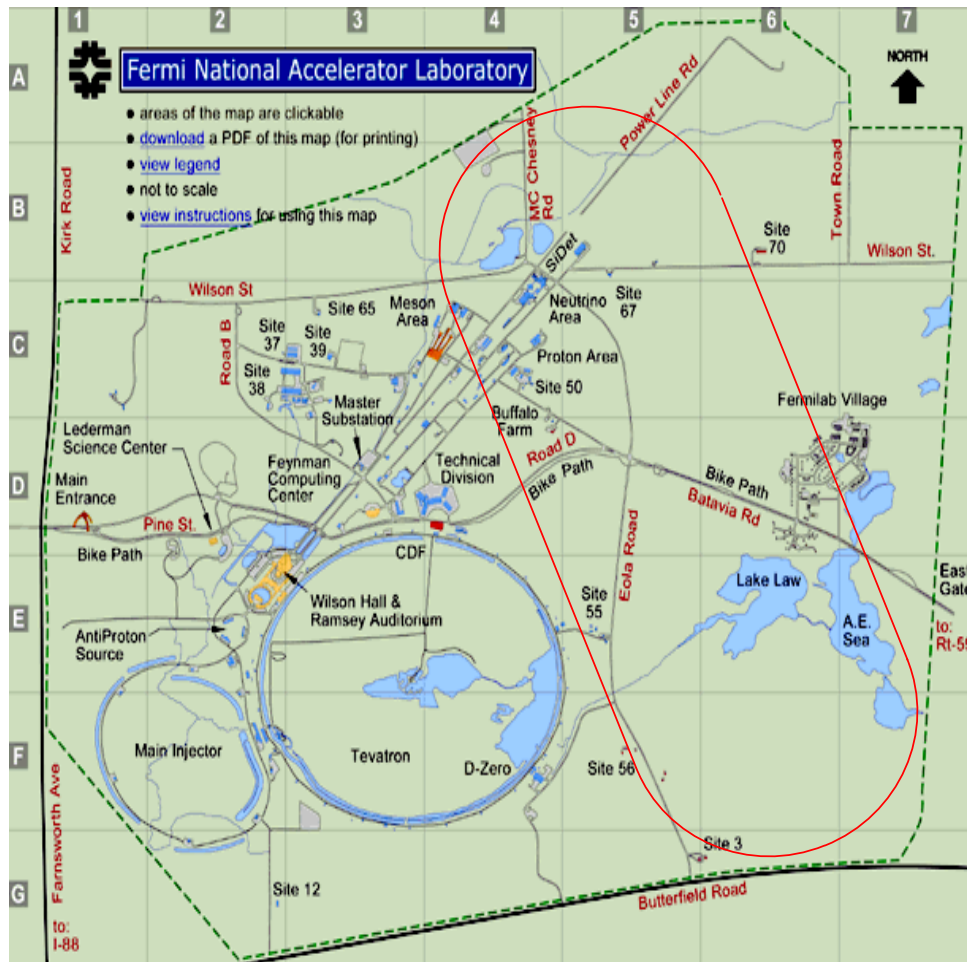 1 2 3 4 5 6 7
A
B
C
D
E
F
G
Fermi National Accelerator Laboratory
NORTH
• areas of the map are clickable
• download a PDF of this map (for printing)
• view legend
• not to scale
• view instructions for using this map
Kirk Road
MC Chesney
Rd
Power Line Rd
Town Road
Site
70
Wilson St.
SiDet
Wilson St
Site 65
Meson
Area
Neutrino
Area
Site
67
Road B
Site
37
Site
39
Site
38
Proton Area
Site 50
Master
Substation
Buffalo
Farm
Fermilab Village
Lederman
Science Center
Feynman
Computing
Center
Technical
Division
Road D
Bike Path
Bike Path
Batavia Rd
Main
Entrance
Pine St.
Bike Path
CDF
Eola Road
Wilson Hall &
Ramsey Auditorium
Site
55
Lake Law
A.E.
Sea
East
Gate
to:
Rt-59
AntiProton
Source
Main Injector
Tevatron
D-Zero
Site 56
Site 3
Site 12
Butterfield Road
Farnsworth Ave
to:
I-88